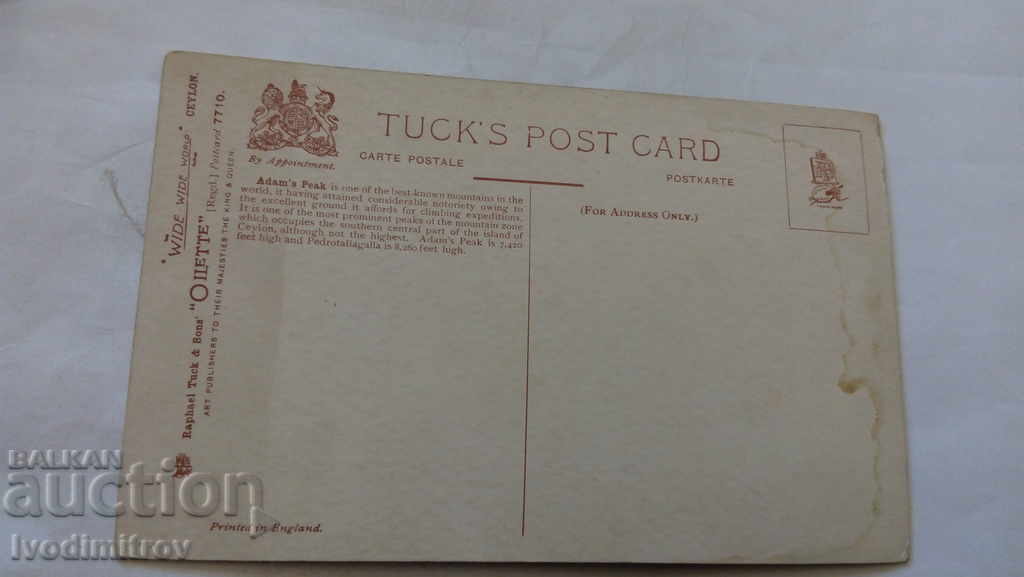 TUCK'S POST CARD
CARTE POSTALE
POSTKARTE
By Appointment.
Adam's Peak is one of the best-known mountains in the
world, it having attained considerable notoriety owing to
the excellent ground it affords for climbing expeditions.
It is one of the most prominent peaks of the mountain zone
which occupies the southern central part of the island of
Ceylon, although not the highest. Adam's Peak is 7,420
feet high and Pedrotallagalla is 8,260 feet high.
(FOR ADDRESS ONLY.)
"WIDE WIDE WORLD" CEYLON.
Raphael Tuck & Sons' "OILETTE" [Regd.] Postcard 7710.
ART PUBLISHERS TO THEIR MAJESTIES THE KING & QUEEN.
Printed in England.
BALKAN
auction
Ivodimitrov